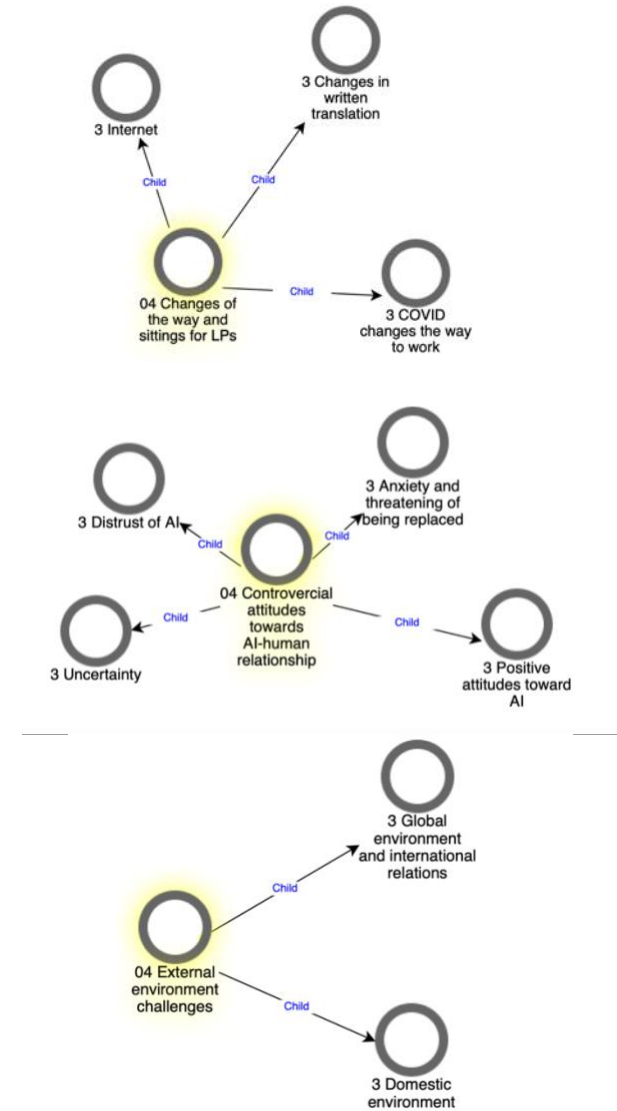 3 Changes in
written
translation
3 Internet
Child
Child
04 Changes of
the way and
sittings for LPs
Child
3 COVID
changes the way
to work
3 Anxiety and
threatening of
being replaced
3 Distrust of AI
Child
Child
04 Controvercial
attitudes
towards
AI-human
relationship
Child
Child
3 Uncertainty
3 Positive
attitudes toward
AI
3 Global
environment
and international
relations
Child
04 External
environment
challenges
Child
3 Domestic
environment